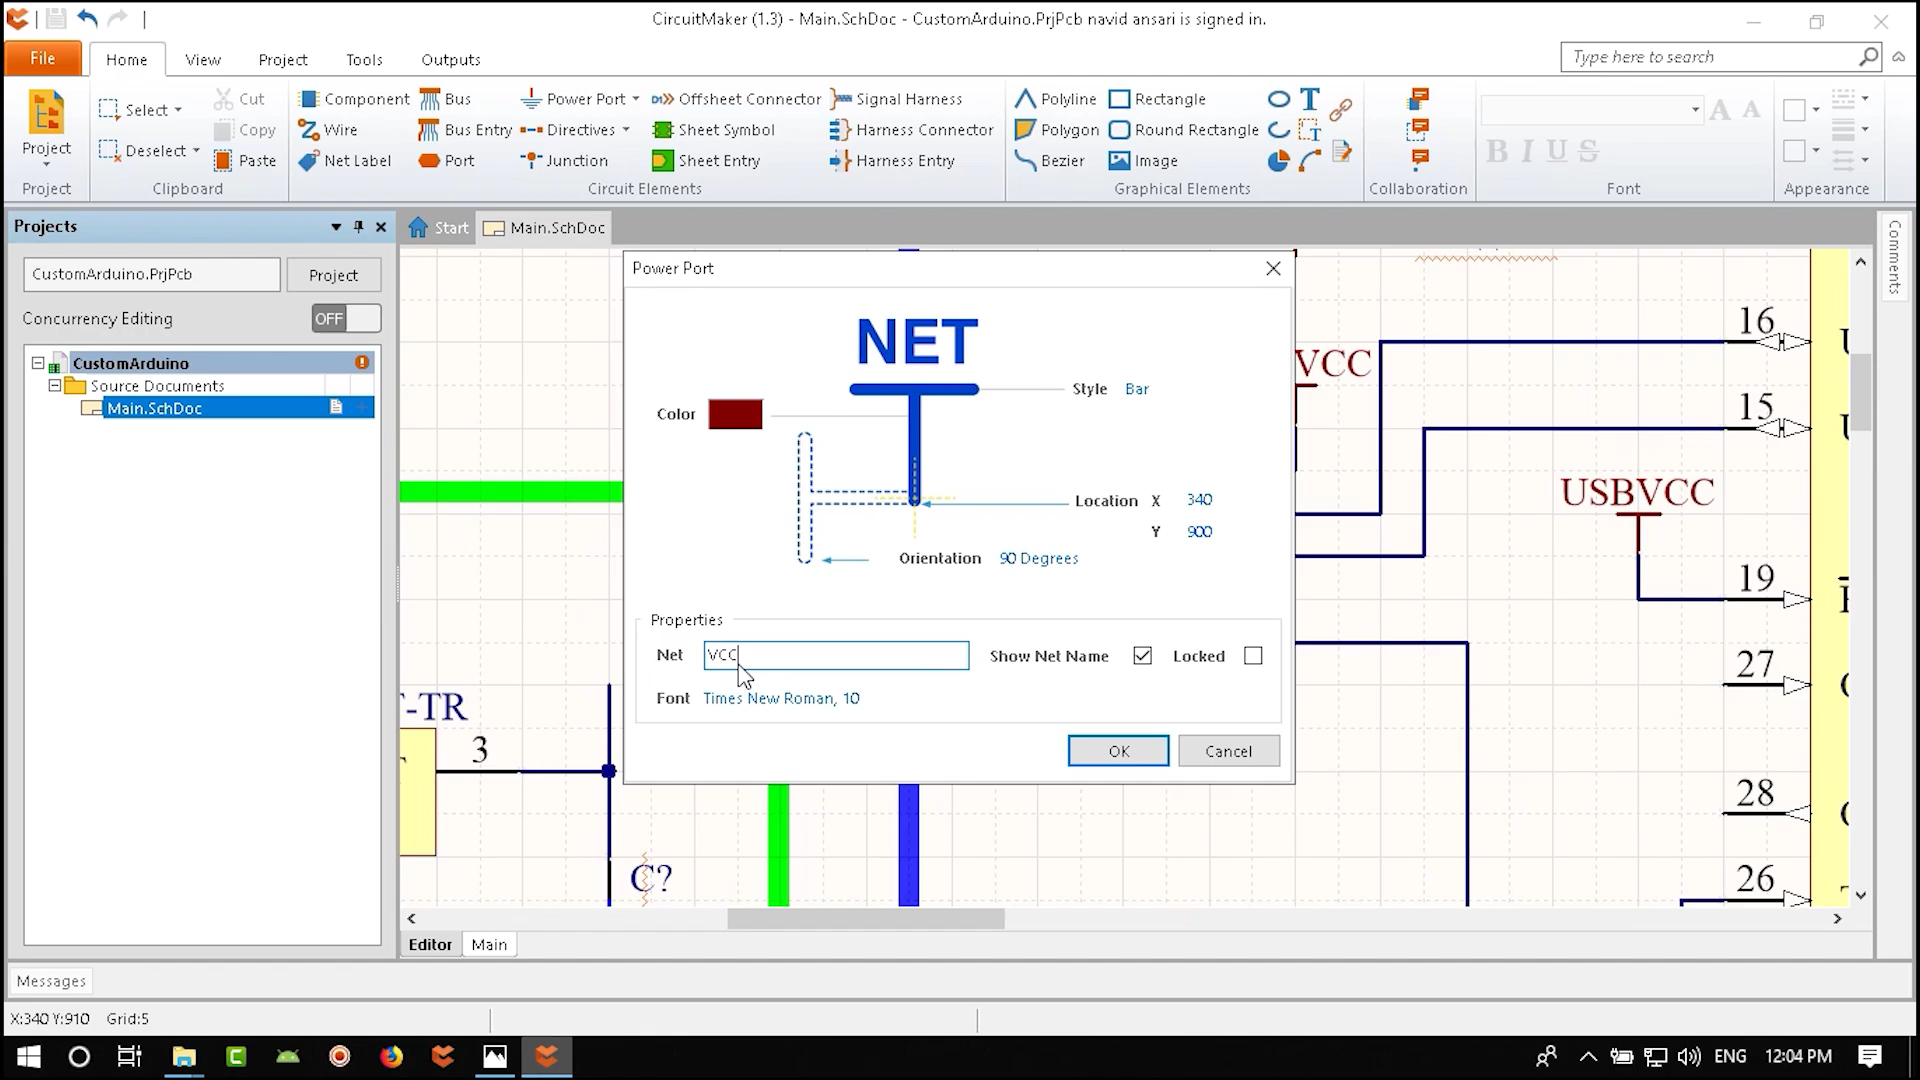 CircuitMaker (1.3) - Main.SchDoc - CustomArduino.PrjPcb navid ansari is signed in.
File Home View Project Tools Outputs Type here to search
Project Project
Select Deselect Cut Copy Paste Clipboard
Component Bus Power Port Offsheet Connector Signal Harness
Wire Bus Entry Directives Sheet Symbol Harness Connector
Net Label Port Junction Sheet Entry Harness Entry
Circuit Elements
Polyline Rectangle T
Polygon Round Rectangle T
Bezier Image
Graphical Elements
Collaboration
A A
B I U S
Font
Appearance
Projects
CustomArduino.PrjPcb Project
Concurrency Editing OFF
CustomArduino
Source Documents
Main.SchDoc
Start Main.SchDoc
Comments
Power Port
NET
Style Bar
Color
Location X 340
Y 900
Orientation 90 Degrees
Properties
Net VCC Show Net Name Locked
Font Times New Roman, 10
OK Cancel
VCC
16
15
USBVCC
19
27
28
26
T-TR
3
C?
Editor Main
Messages
X:340 Y:910 Grid:5
ENG 12:04 PM